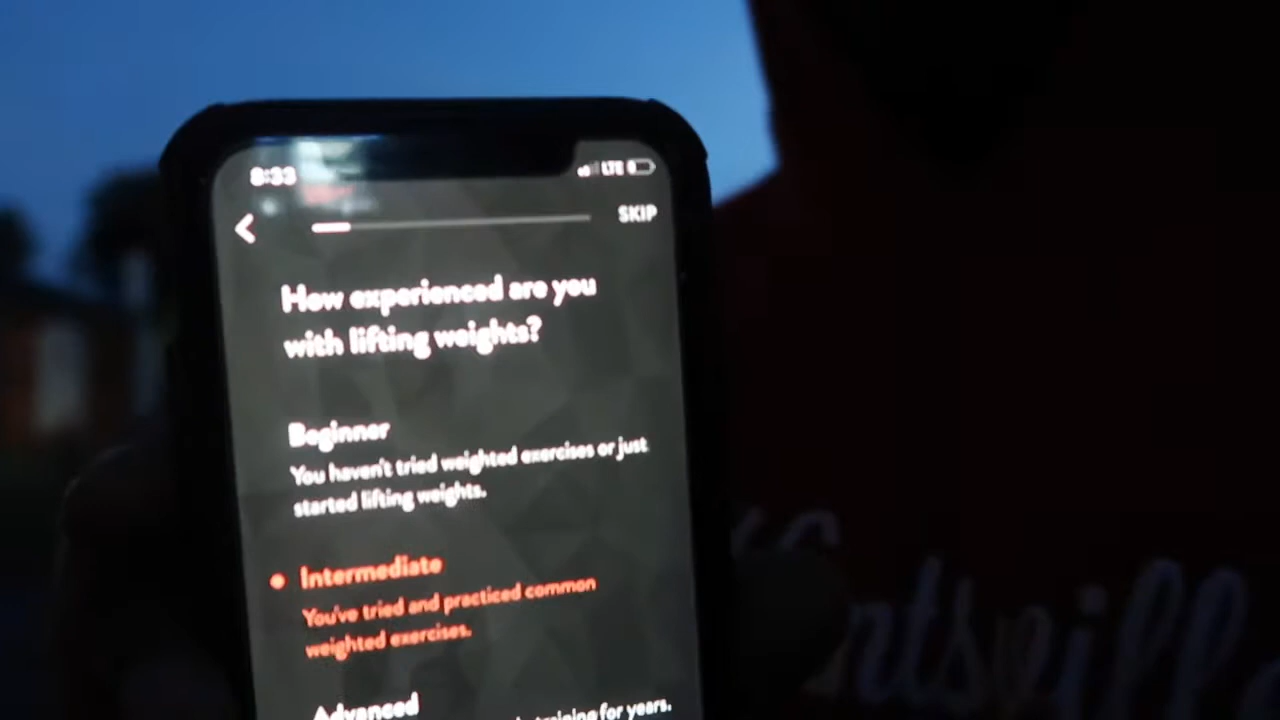 8:33 LTE
SKIP
How experienced are you
with lifting weights?
Beginner
You haven't tried weighted exercises or just
started lifting weights.
Intermediate
You've tried and practiced common
weighted exercises.
Advanced
training for years.